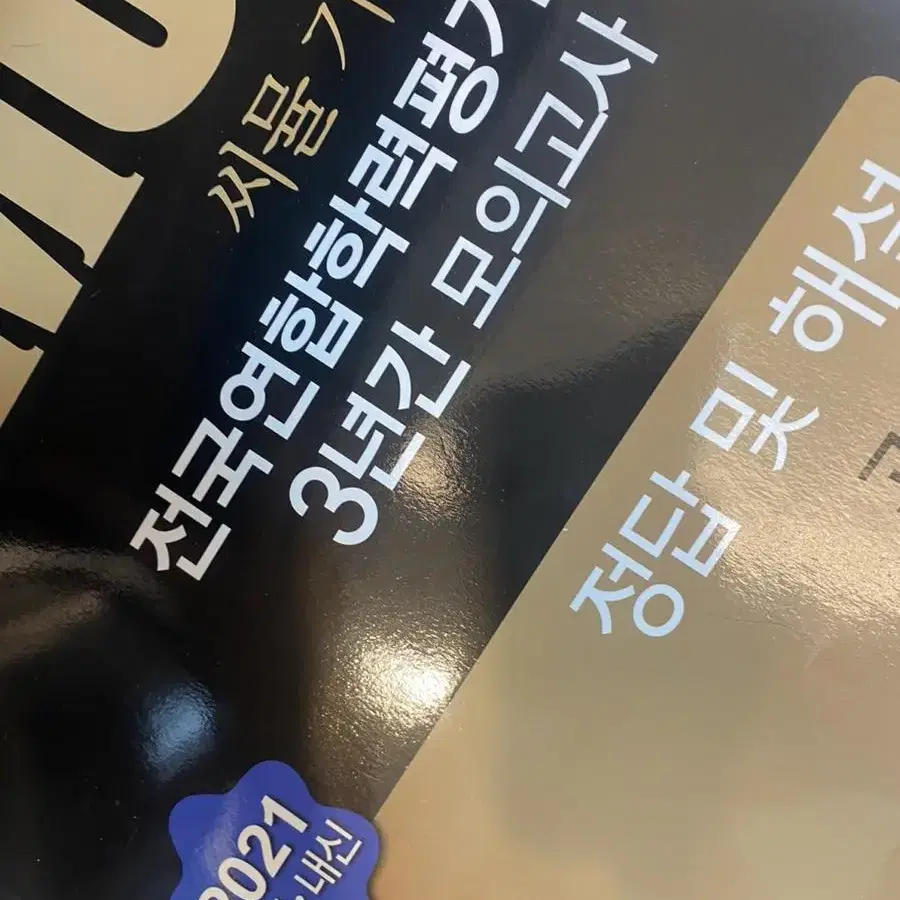 씨뮬
전국연합학력평가
3년간 모의고사
정답 및 해설
2021
내신